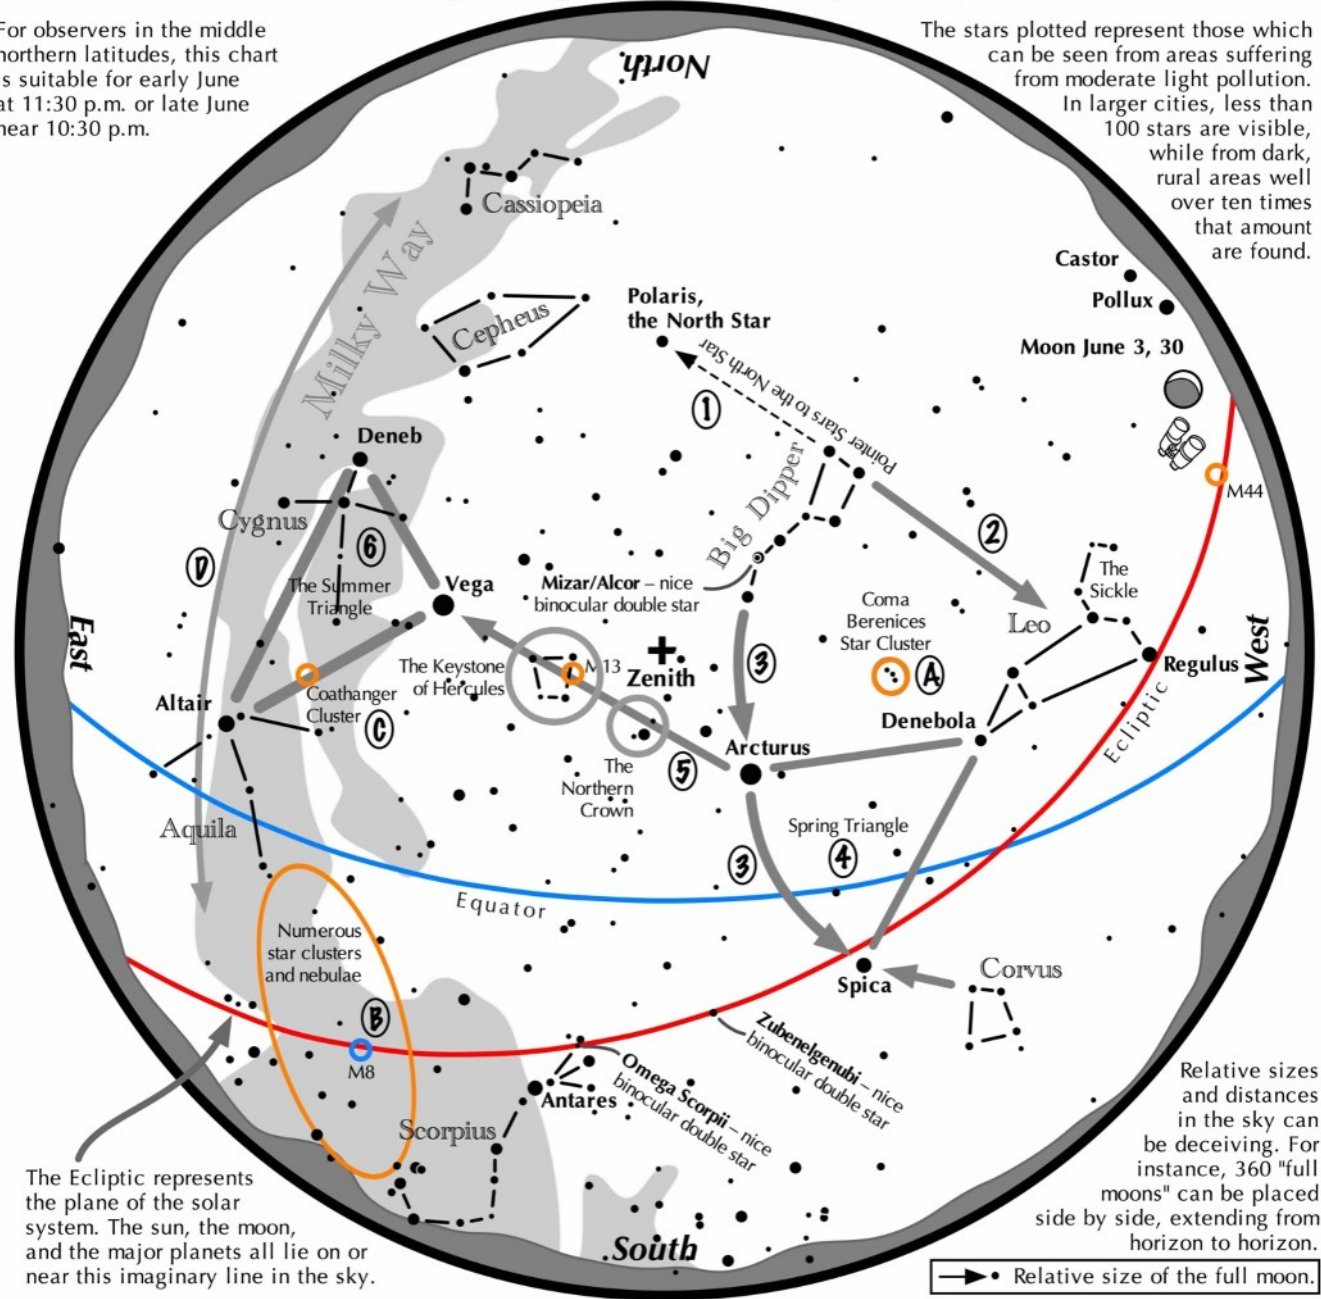 For observers in the middle
northern latitudes, this chart
is suitable for early June
at 11:30 p.m. or late June
near 10:30 p.m.
The stars plotted represent those which
can be seen from areas suffering
from moderate light pollution.
In larger cities, less than
100 stars are visible,
while from dark,
rural areas well
over ten times
that amount
are found.
North
Cassiopeia
Milky Way
Cepheus
Polaris,
the North Star
Castor
Pollux
Moon June 3, 30
Pointer Stars to the North Star
1
Deneb
Big Dipper
M44
Cygnus
2
D
6
The Summer
Triangle
Vega
Mizar/Alcor – nice
binocular double star
The
Sickle
Coma
Berenices
Star Cluster
Leo
East
West
3
A
The Keystone
of Hercules
M13
Zenith
Regulus
Altair
Coathanger
Cluster
C
Denebola
Ecliptic
Arcturus
5
The
Northern
Crown
Aquila
Spring Triangle
3
4
Equator
Numerous
star clusters
and nebulae
Spica
Corvus
B
M8
Zubenelgenubi – nice
binocular double star
Omega Scorpii – nice
binocular double star
Antares
Scorpius
South
The Ecliptic represents
the plane of the solar
system. The sun, the moon,
and the major planets all lie on or
near this imaginary line in the sky.
Relative sizes
and distances
in the sky can
be deceiving. For
instance, 360 "full
moons" can be placed
side by side, extending from
horizon to horizon.
Relative size of the full moon.